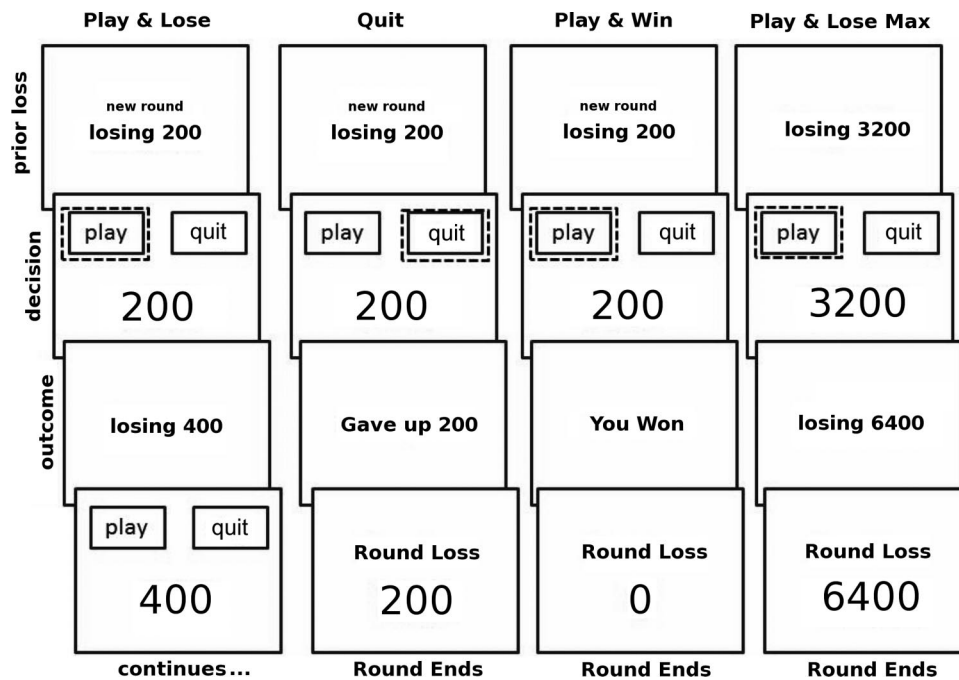 Play & Lose
Quit
Play & Win
Play & Lose Max
prior loss
new round
losing 200
new round
losing 200
new round
losing 200
losing 3200
decision
play
quit
200
play
quit
200
play
quit
200
play
quit
3200
outcome
losing 400
Gave up 200
You Won
losing 6400
play
quit
400
Round Loss
200
Round Loss
0
Round Loss
6400
continues...
Round Ends
Round Ends
Round Ends